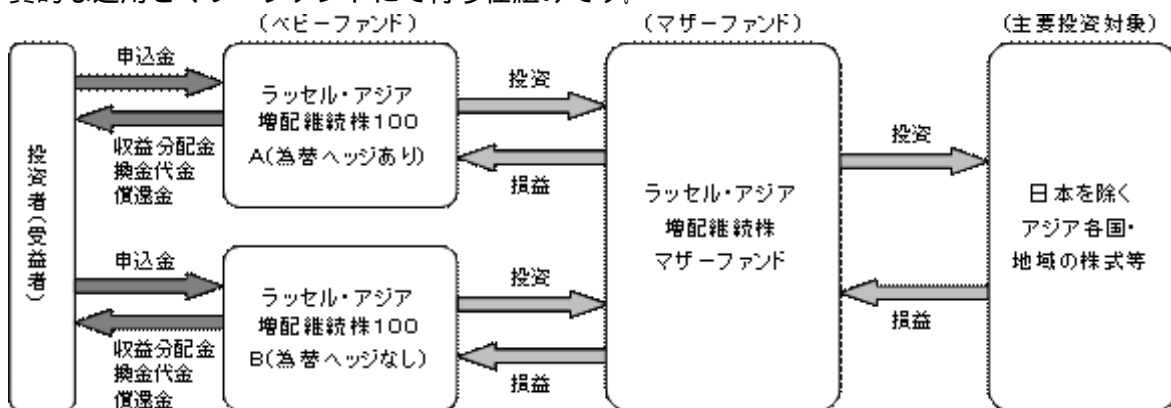 （ベビーファンド）
（マザーファンド）
（主要投資対象）
投資者（受益者）
申込金
収益分配金
換金代金
償還金
ラッセル・アジア
増配継続株100
A(為替ヘッジあり)
投資
損益
申込金
収益分配金
換金代金
償還金
ラッセル・アジア
増配継続株100
B(為替ヘッジなし)
投資
損益
ラッセル・アジア
増配継続株
マザーファンド
投資
損益
日本を除く
アジア各国・
地域の株式等